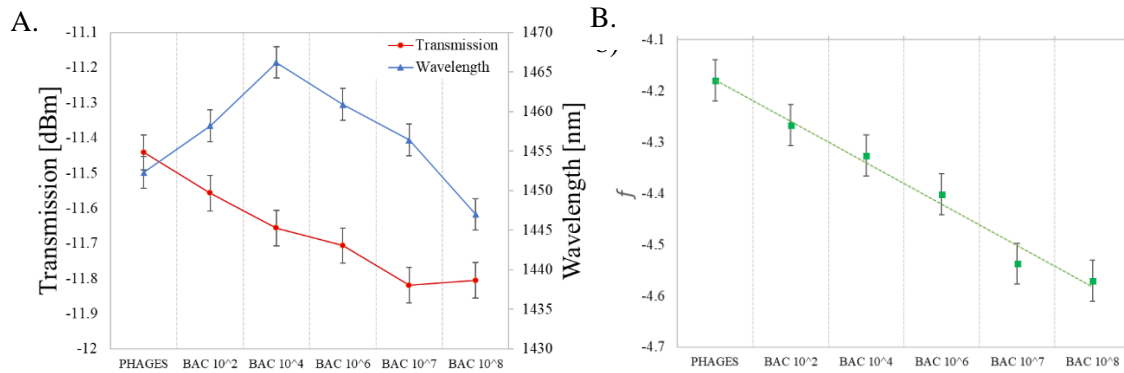 A.
Transmission [dBm]
-11.1
-11.2
-11.3
-11.4
-11.5
-11.6
-11.7
-11.8
-11.9
-12
Transmission
Wavelength
1470
1465
1460
1455
1450
1445
1440
1435
1430
Wavelength [nm]
PHAGES BAC 10^2 BAC 10^4 BAC 10^6 BAC 10^7 BAC 10^8
B.
f
-4.1
-4.2
-4.3
-4.4
-4.5
-4.6
-4.7
PHAGES BAC 10^2 BAC 10^4 BAC 10^6 BAC 10^7 BAC 10^8